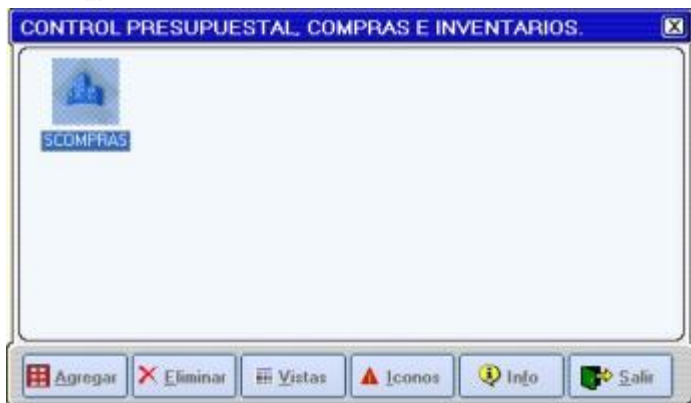 CONTROL PRESUPUESTAL, COMPRAS E INVENTARIOS.
SCOMPRAS
Agregar Eliminar Vistas Iconos Info Salir